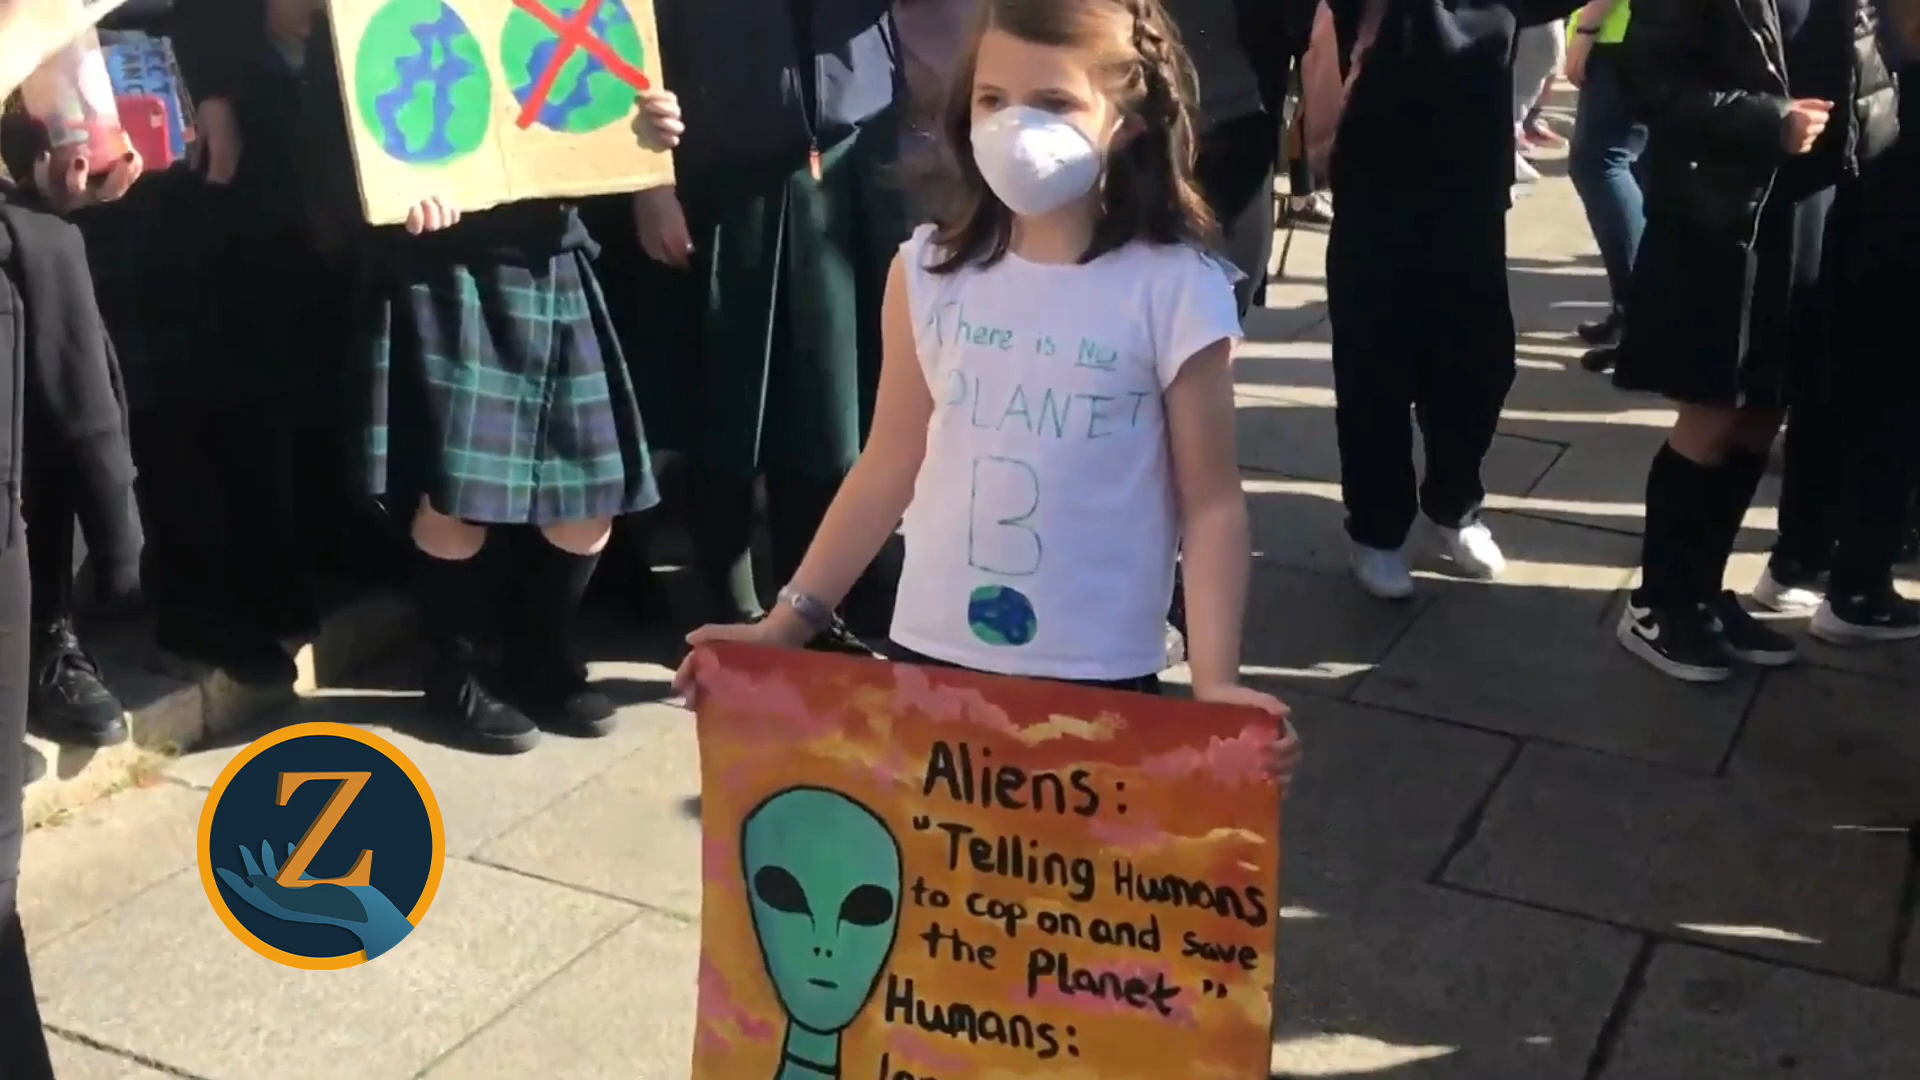 There is No
PLANET
B
Aliens:
"Telling Humans
to cop on and save
the Planet"
Humans:
Z